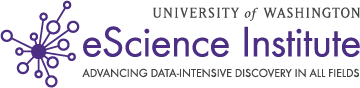 UNIVERSITY of WASHINGTON
eScience Institute
ADVANCING DATA-INTENSIVE DISCOVERY IN ALL FIELDS